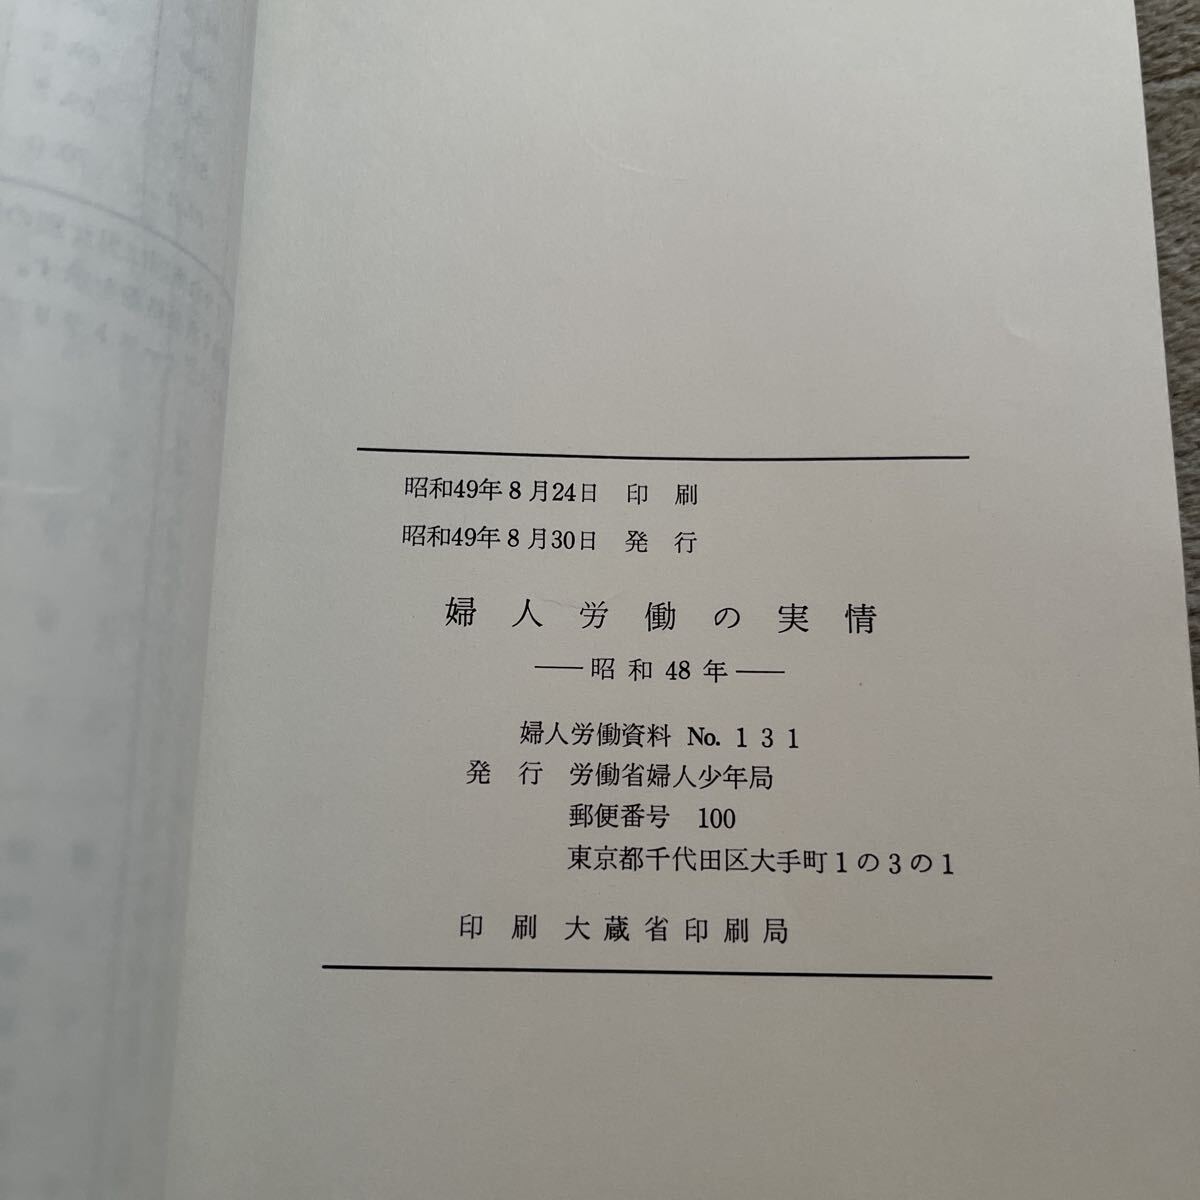 昭和49年8月24日 印刷
昭和49年8月30日 発行
婦人労働の実情
――昭和48年――
婦人労働資料 No. 131
発行 労働省婦人少年局
郵便番号 100
東京都千代田区大手町1の3の1
印刷 大蔵省印刷局